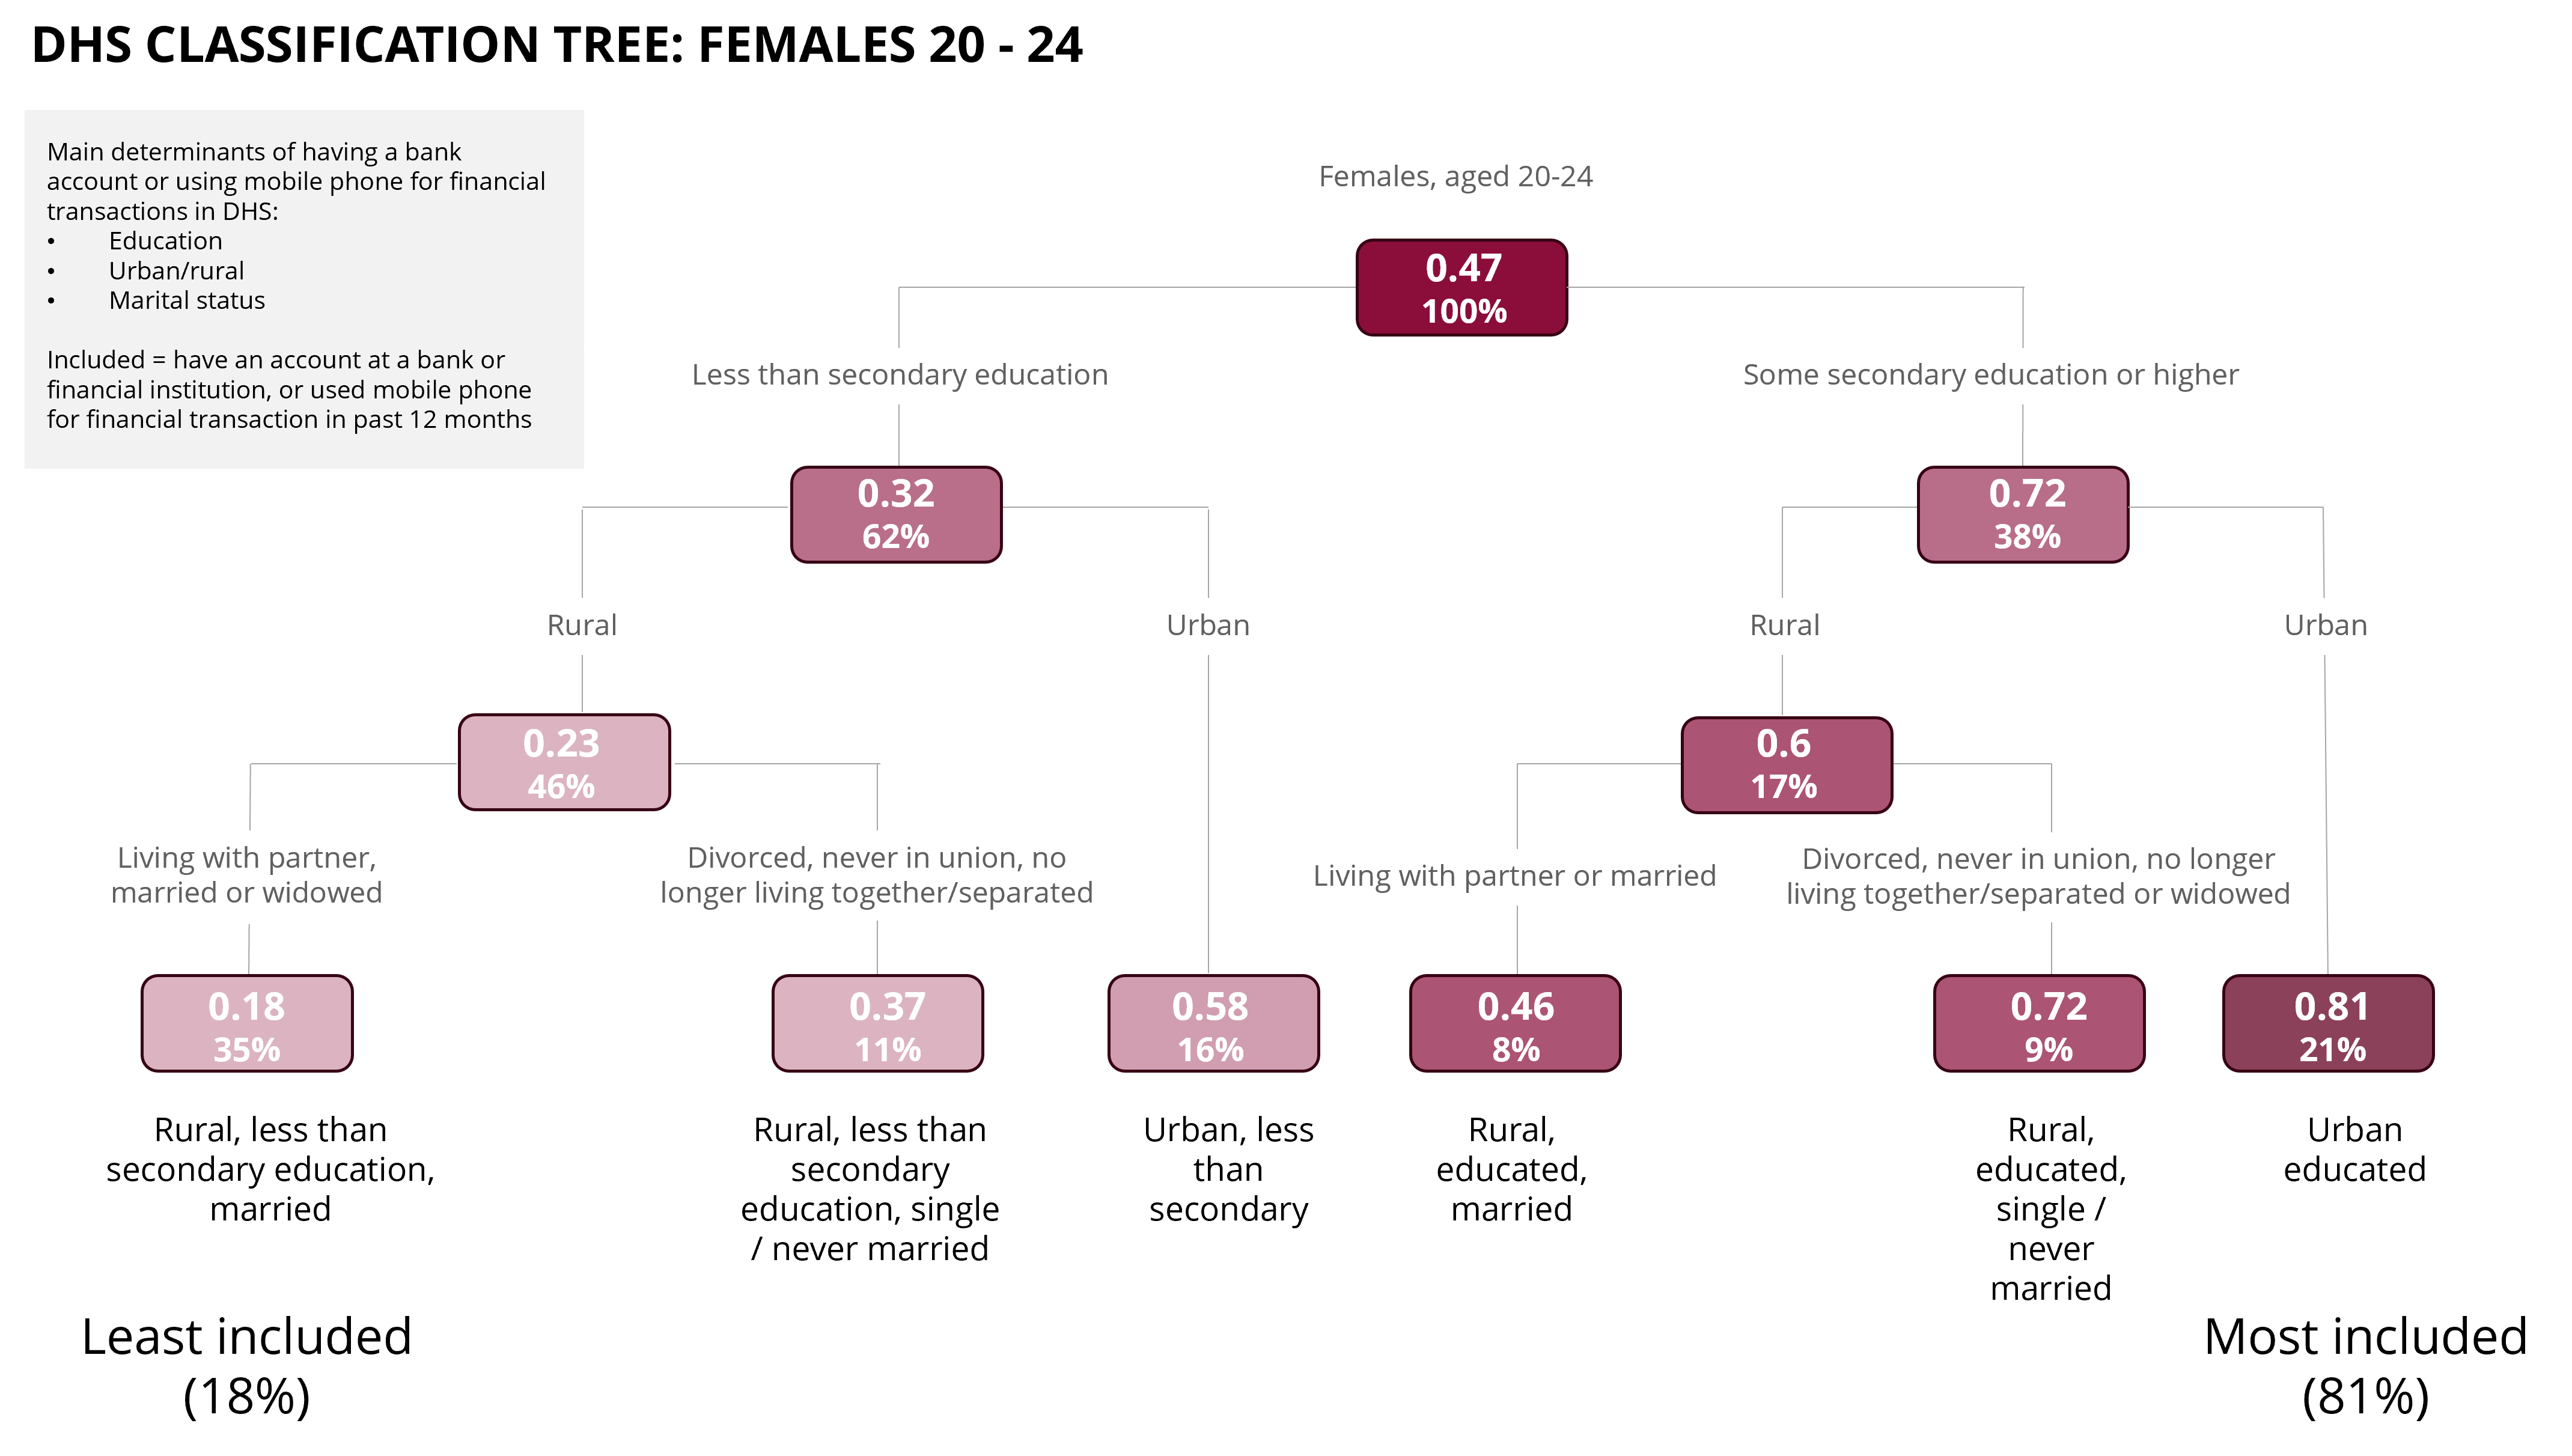 DHS CLASSIFICATION TREE: FEMALES 20 - 24
Main determinants of having a bank
account or using mobile phone for financial
transactions in DHS:
• Education
• Urban/rural
• Marital status
Included = have an account at a bank or
financial institution, or used mobile phone
for financial transaction in past 12 months
Females, aged 20-24
0.47
100%
Less than secondary education
Some secondary education or higher
0.32
62%
0.72
38%
Rural
Urban
Rural
Urban
0.23
46%
0.6
17%
Living with partner,
married or widowed
Divorced, never in union, no
longer living together/separated
Living with partner or married
Divorced, never in union, no longer
living together/separated or widowed
0.18
35%
0.37
11%
0.58
16%
0.46
8%
0.72
9%
0.81
21%
Rural, less than
secondary education,
married
Rural, less than
secondary
education, single
/ never married
Urban, less
than
secondary
Rural,
educated,
married
Rural,
educated,
single /
never
married
Urban
educated
Least included
(18%)
Most included
(81%)